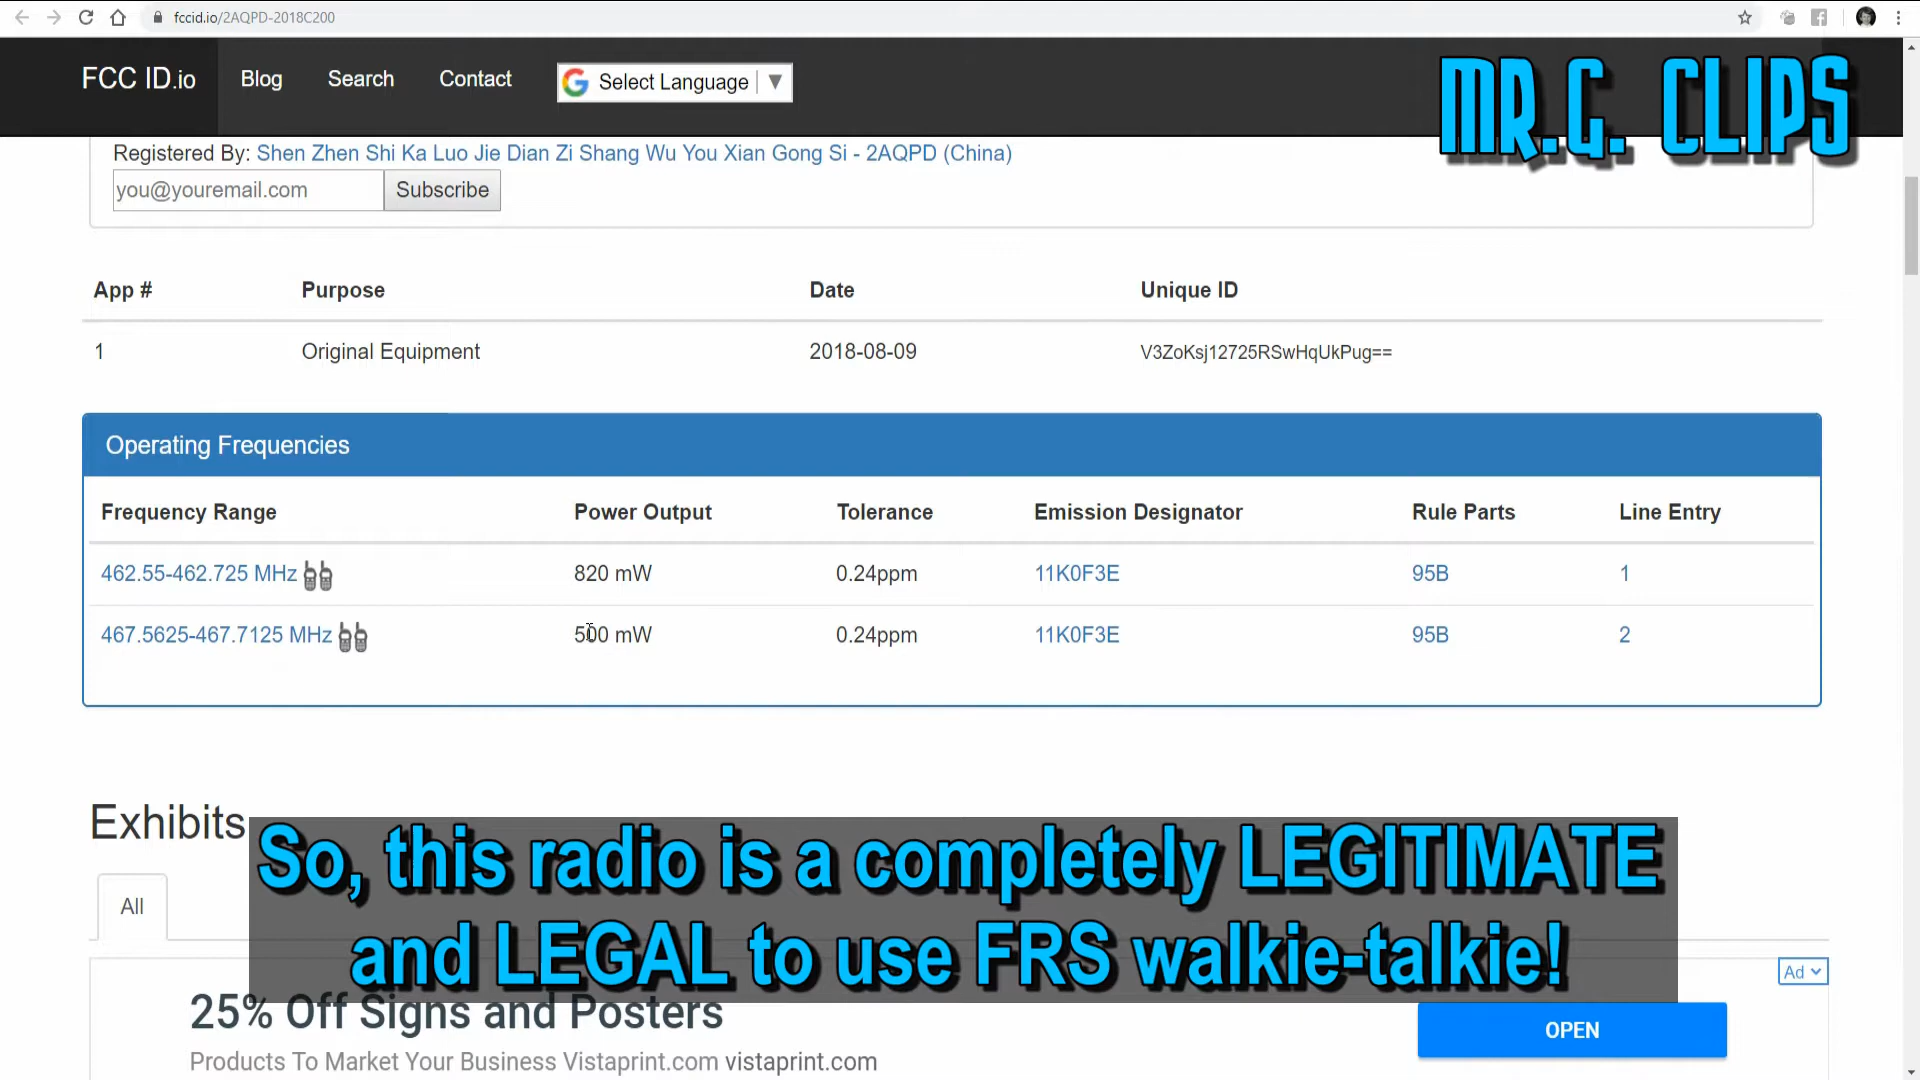 fccid.io/2AQPD-2018C200
FCC ID.io Blog Search Contact Select Language
MR.G. CLIPS
Registered By: Shen Zhen Shi Ka Luo Jie Dian Zi Shang Wu You Xian Gong Si - 2AQPD (China)
you@youremail.com Subscribe
App # Purpose Date Unique ID
1 Original Equipment 2018-08-09 V3ZoKsj12725RSwHqUkPug==
Operating Frequencies
Frequency Range Power Output Tolerance Emission Designator Rule Parts Line Entry
462.55-462.725 MHz 820 mW 0.24ppm 11K0F3E 95B 1
467.5625-467.7125 MHz 500 mW 0.24ppm 11K0F3E 95B 2
Exhibits
So, this radio is a completely LEGITIMATE
and LEGAL to use FRS walkie-talkie!
All
Ad
25% Off Signs and Posters
OPEN
Products To Market Your Business Vistaprint.com vistaprint.com